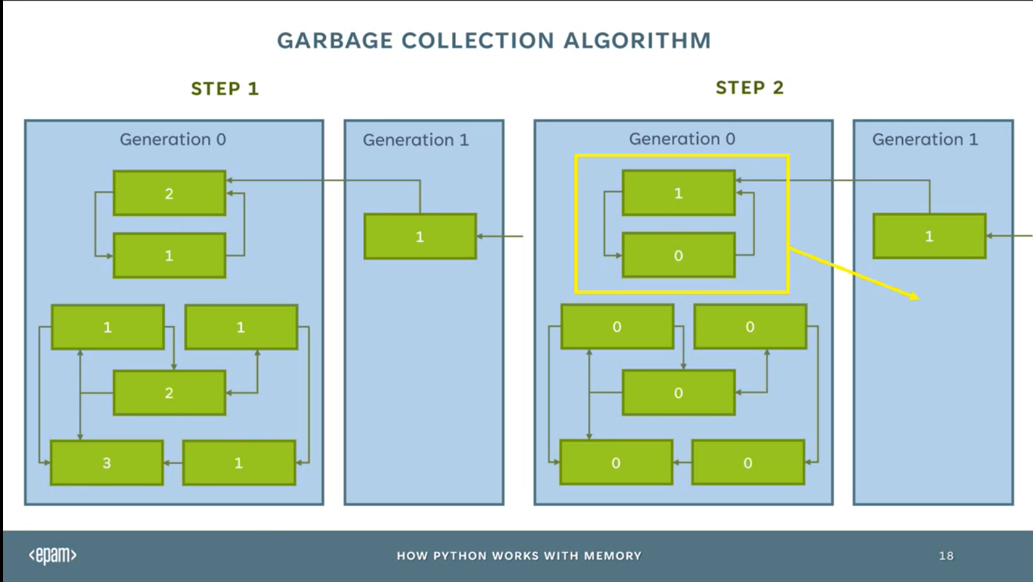 GARBAGE COLLECTION ALGORITHM
STEP 1
Generation 0
2
1
1
1
2
3
1
Generation 1
1
STEP 2
Generation 0
1
0
0
0
0
0
0
Generation 1
1
<epam>
HOW PYTHON WORKS WITH MEMORY
18